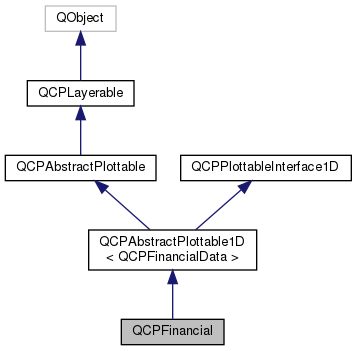 QObject
QCPLayerable
QCPAbstractPlottable
QCPPlottableInterface1D
QCPAbstractPlottable1D
< QCPFinancialData >
QCPFinancial